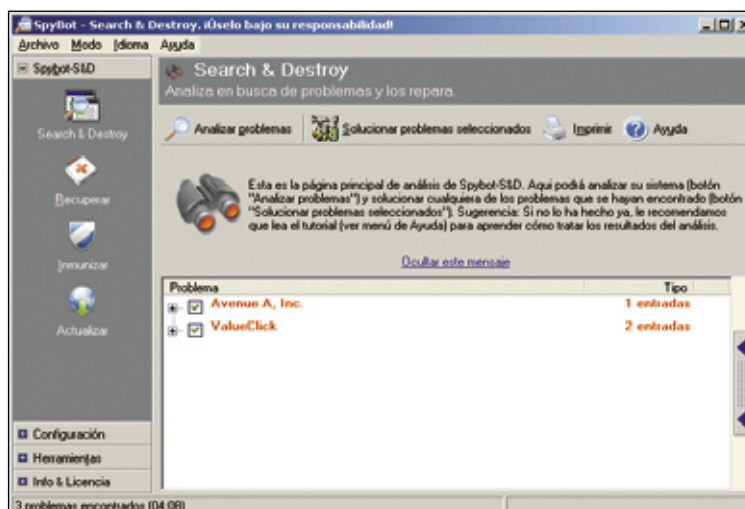 SpyBot - Search & Destroy. ¡Úselo bajo su responsabilidad!
Archivo Modo Idioma Ayuda
Spybot-S&D
Search & Destroy
Recuperar
Inmunizar
Actualizar
Configuración
Herramientas
Info & Licencia
Search & Destroy
Analiza en busca de problemas y los repara.
Analizar problemas Solucionar problemas seleccionados Imprimir Ayuda
Esta es la página principal de análisis de Spybot-S&D. Aqui podrá analizar su sistema (botón
"Analizar problemas") y solucionar cualquiera de los problemas que se hayan encontrado (botón
"Solucionar problemas seleccionados"). Sugerencia: Si no lo ha hecho ya, le recomendamos
que lea el tutorial (ver menú de Ayuda) para aprender cómo tratar los resultados del análisis.
Ocultar este mensaje
Problema Tipo
Avenue A, Inc. 1 entradas
ValueClick 2 entradas
3 problemas encontrados (04:08)